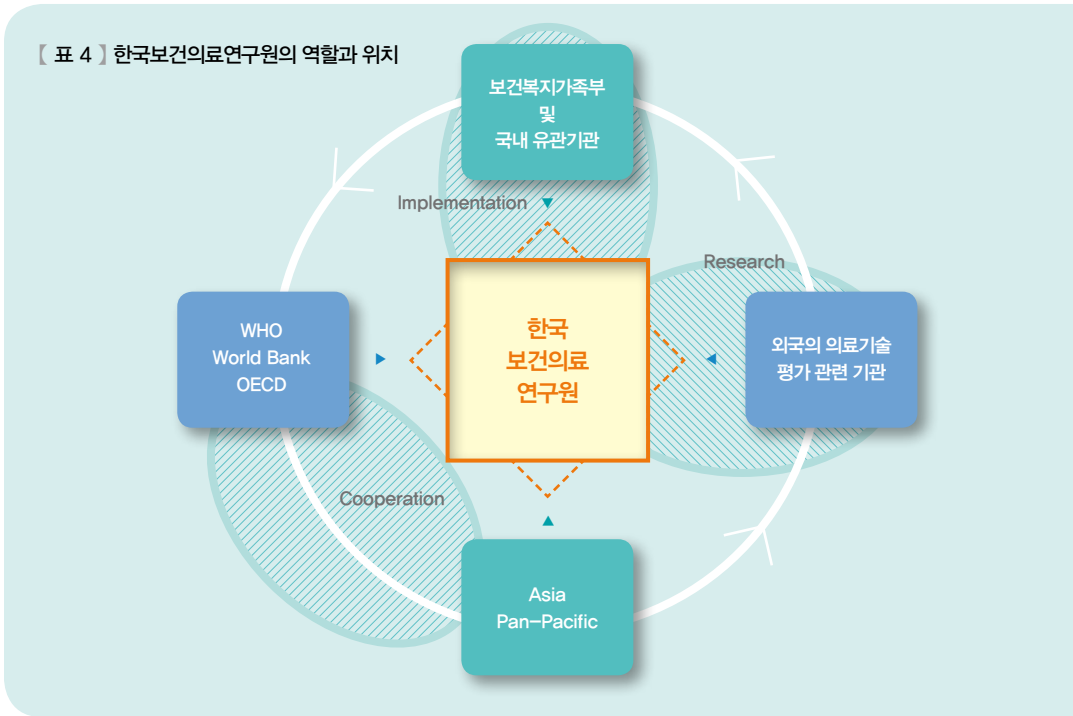 【 표 4 】 한국보건의료연구원의 역할과 위치
보건복지가족부
및
국내 유관기관
Implementation
Research
WHO
World Bank
OECD
한국
보건의료
연구원
외국의 의료기술
평가 관련 기관
Cooperation
Asia
Pan-Pacific